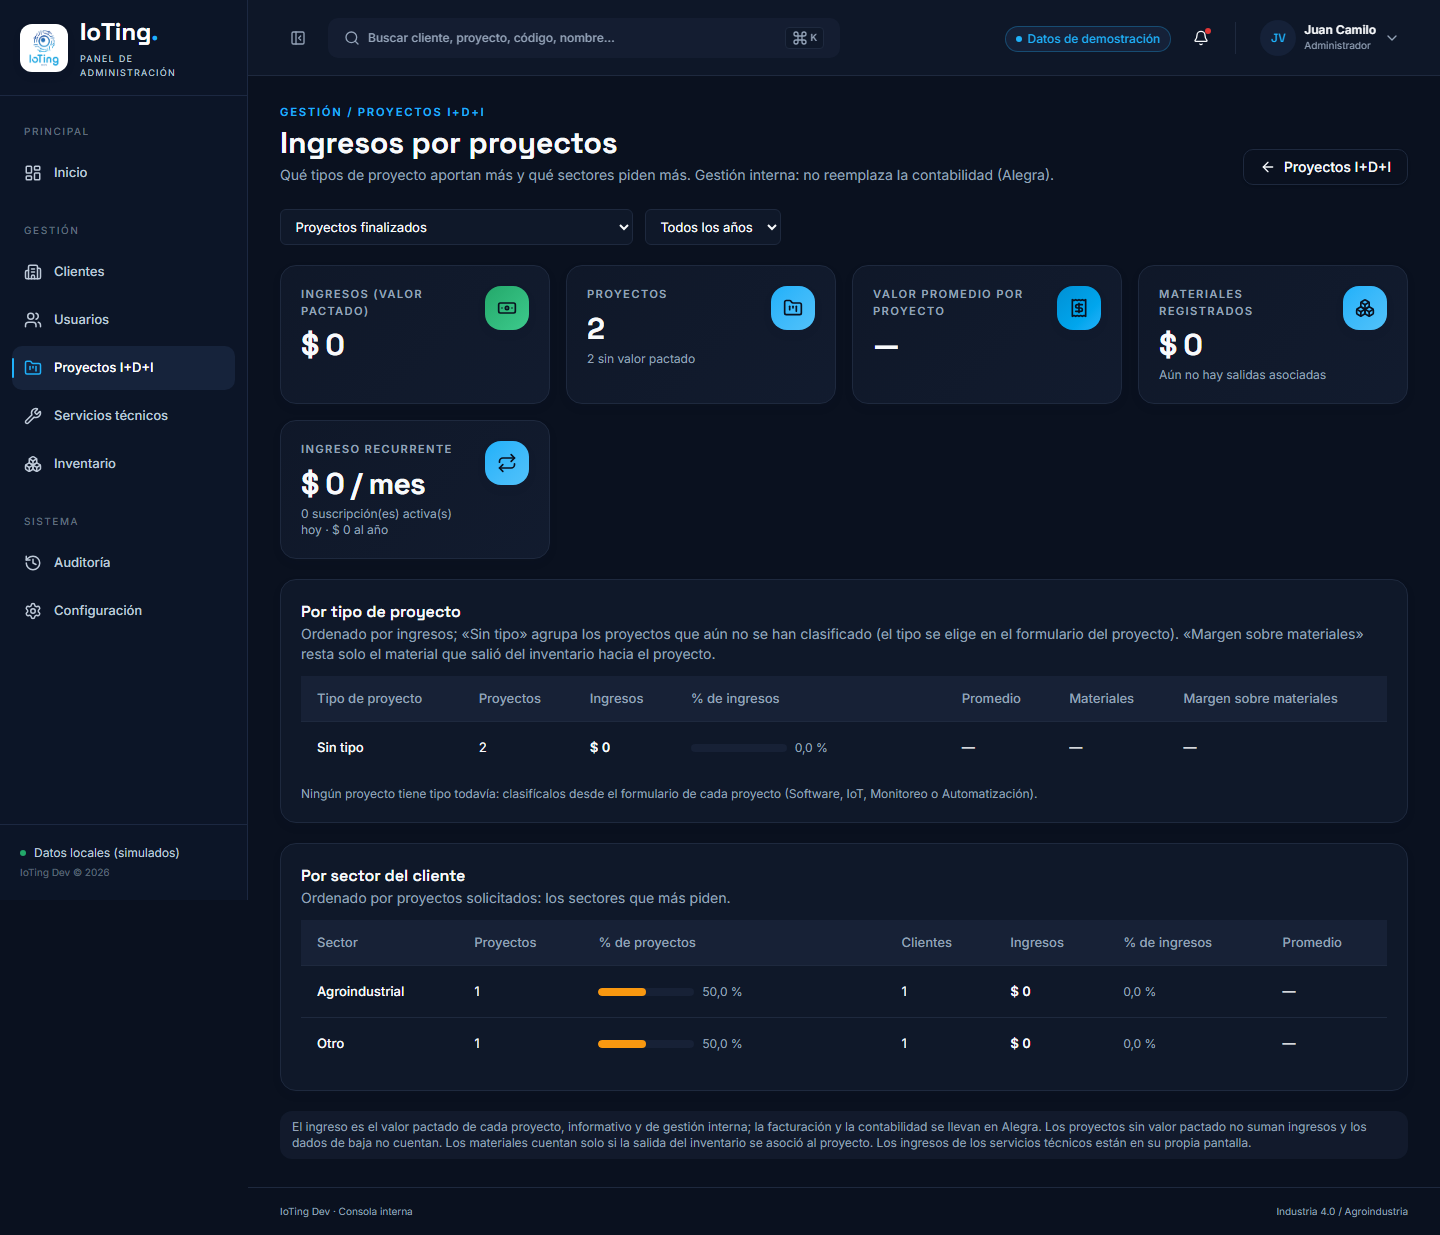 IoTing
IoTing.
PANEL DE
ADMINISTRACIÓN
Buscar cliente, proyecto, código, nombre...
⌘ K
Datos de demostración
JV
Juan Camilo
Administrador
PRINCIPAL
Inicio
GESTIÓN
Clientes
Usuarios
Proyectos I+D+I
Servicios técnicos
Inventario
SISTEMA
Auditoría
Configuración
Datos locales (simulados)
IoTing Dev © 2026
GESTIÓN / PROYECTOS I+D+I
Ingresos por proyectos
Qué tipos de proyecto aportan más y qué sectores piden más. Gestión interna: no reemplaza la contabilidad (Alegra).
← Proyectos I+D+I
Proyectos finalizados
Todos los años
INGRESOS (VALOR
PACTADO)
$ 0
PROYECTOS
2
2 sin valor pactado
VALOR PROMEDIO POR
PROYECTO
—
MATERIALES
REGISTRADOS
$ 0
Aún no hay salidas asociadas
INGRESO RECURRENTE
$ 0 / mes
0 suscripción(es) activa(s)
hoy · $ 0 al año
Por tipo de proyecto
Ordenado por ingresos; «Sin tipo» agrupa los proyectos que aún no se han clasificado (el tipo se elige en el formulario del proyecto). «Margen sobre materiales»
resta solo el material que salió del inventario hacia el proyecto.
Tipo de proyecto Proyectos Ingresos % de ingresos Promedio Materiales Margen sobre materiales
Sin tipo 2 $ 0 0,0 % — — —
Ningún proyecto tiene tipo todavía: clasifícalos desde el formulario de cada proyecto (Software, IoT, Monitoreo o Automatización).
Por sector del cliente
Ordenado por proyectos solicitados: los sectores que más piden.
Sector Proyectos % de proyectos Clientes Ingresos % de ingresos Promedio
Agroindustrial 1 50,0 % 1 $ 0 0,0 % —
Otro 1 50,0 % 1 $ 0 0,0 % —
El ingreso es el valor pactado de cada proyecto, informativo y de gestión interna; la facturación y la contabilidad se llevan en Alegra. Los proyectos sin valor pactado no suman ingresos y los
dados de baja no cuentan. Los materiales cuentan solo si la salida del inventario se asoció al proyecto. Los ingresos de los servicios técnicos están en su propia pantalla.
IoTing Dev · Consola interna
Industria 4.0 / Agroindustria